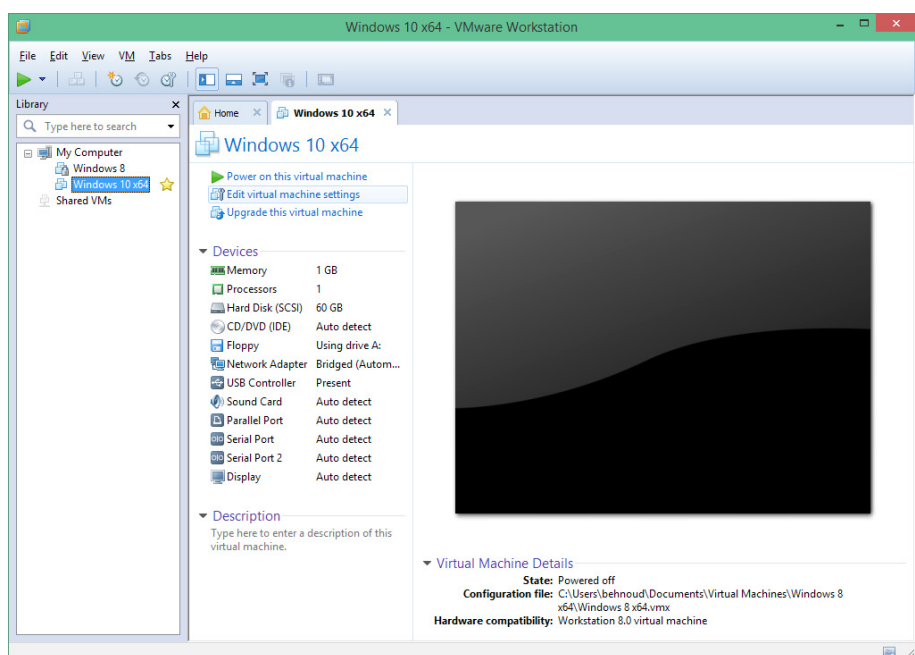 Windows 10 x64 - VMware Workstation
File Edit View VM Tabs Help
Library
Type here to search
My Computer
Windows 8
Windows 10 x64
Shared VMs
Home
Windows 10 x64
Windows 10 x64
Power on this virtual machine
Edit virtual machine settings
Upgrade this virtual machine
Devices
Memory 1 GB
Processors 1
Hard Disk (SCSI) 60 GB
CD/DVD (IDE) Auto detect
Floppy Using drive A:
Network Adapter Bridged (Autom...
USB Controller Present
Sound Card Auto detect
Parallel Port Auto detect
Serial Port Auto detect
Serial Port 2 Auto detect
Display Auto detect
Description
Type here to enter a description of this
virtual machine.
Virtual Machine Details
State: Powered off
Configuration file: C:\Users\behnoud\Documents\Virtual Machines\Windows 8
x64\Windows 8 x64.vmx
Hardware compatibility: Workstation 8.0 virtual machine